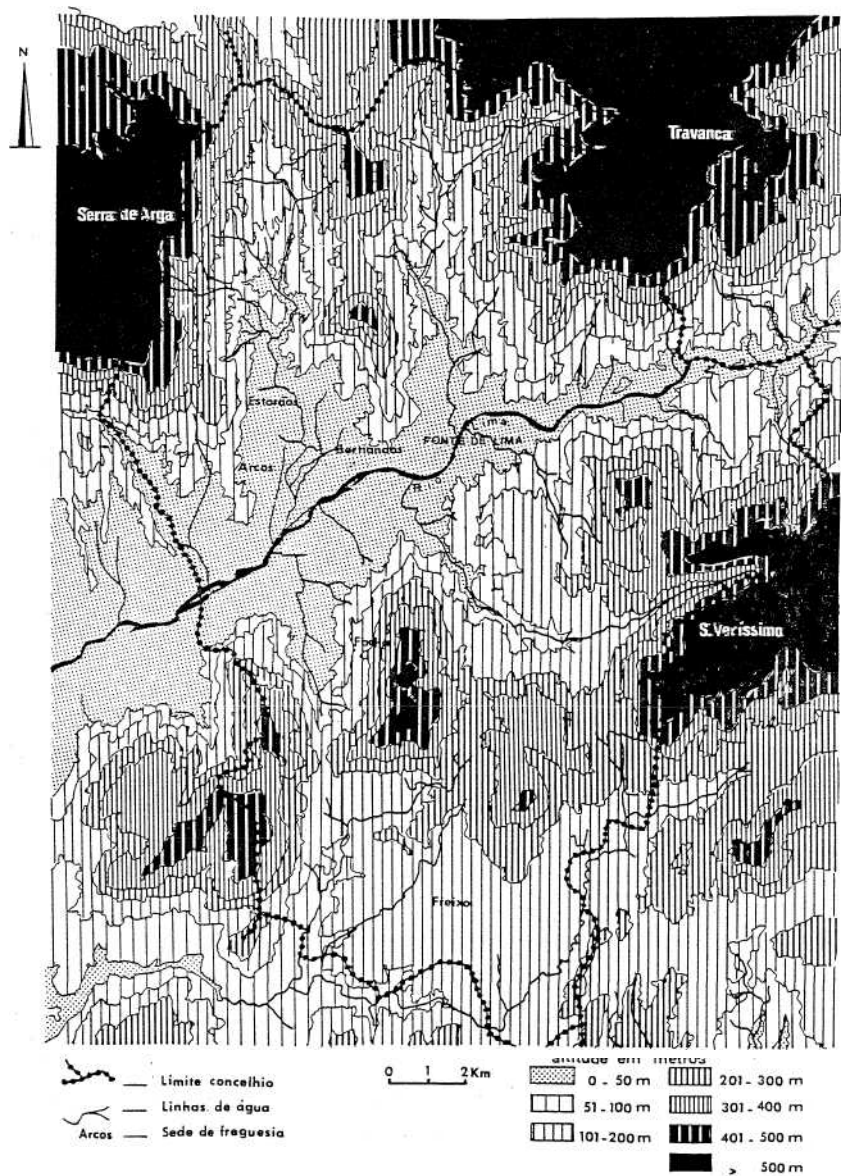 N
Travanca
Serra de Arga
Estoraos
Lima
PONTE DE LIMA
Bertiandos
Arcos
R.
S. Veríssimo
Freixo
altitude em metros
Limite concelhio
Linhas de água
Arcos — Sede de freguesia
0 1 2 Km
0 - 50 m
51 - 100 m
101 - 200 m
201 - 300 m
301 - 400 m
401 - 500 m
> 500 m